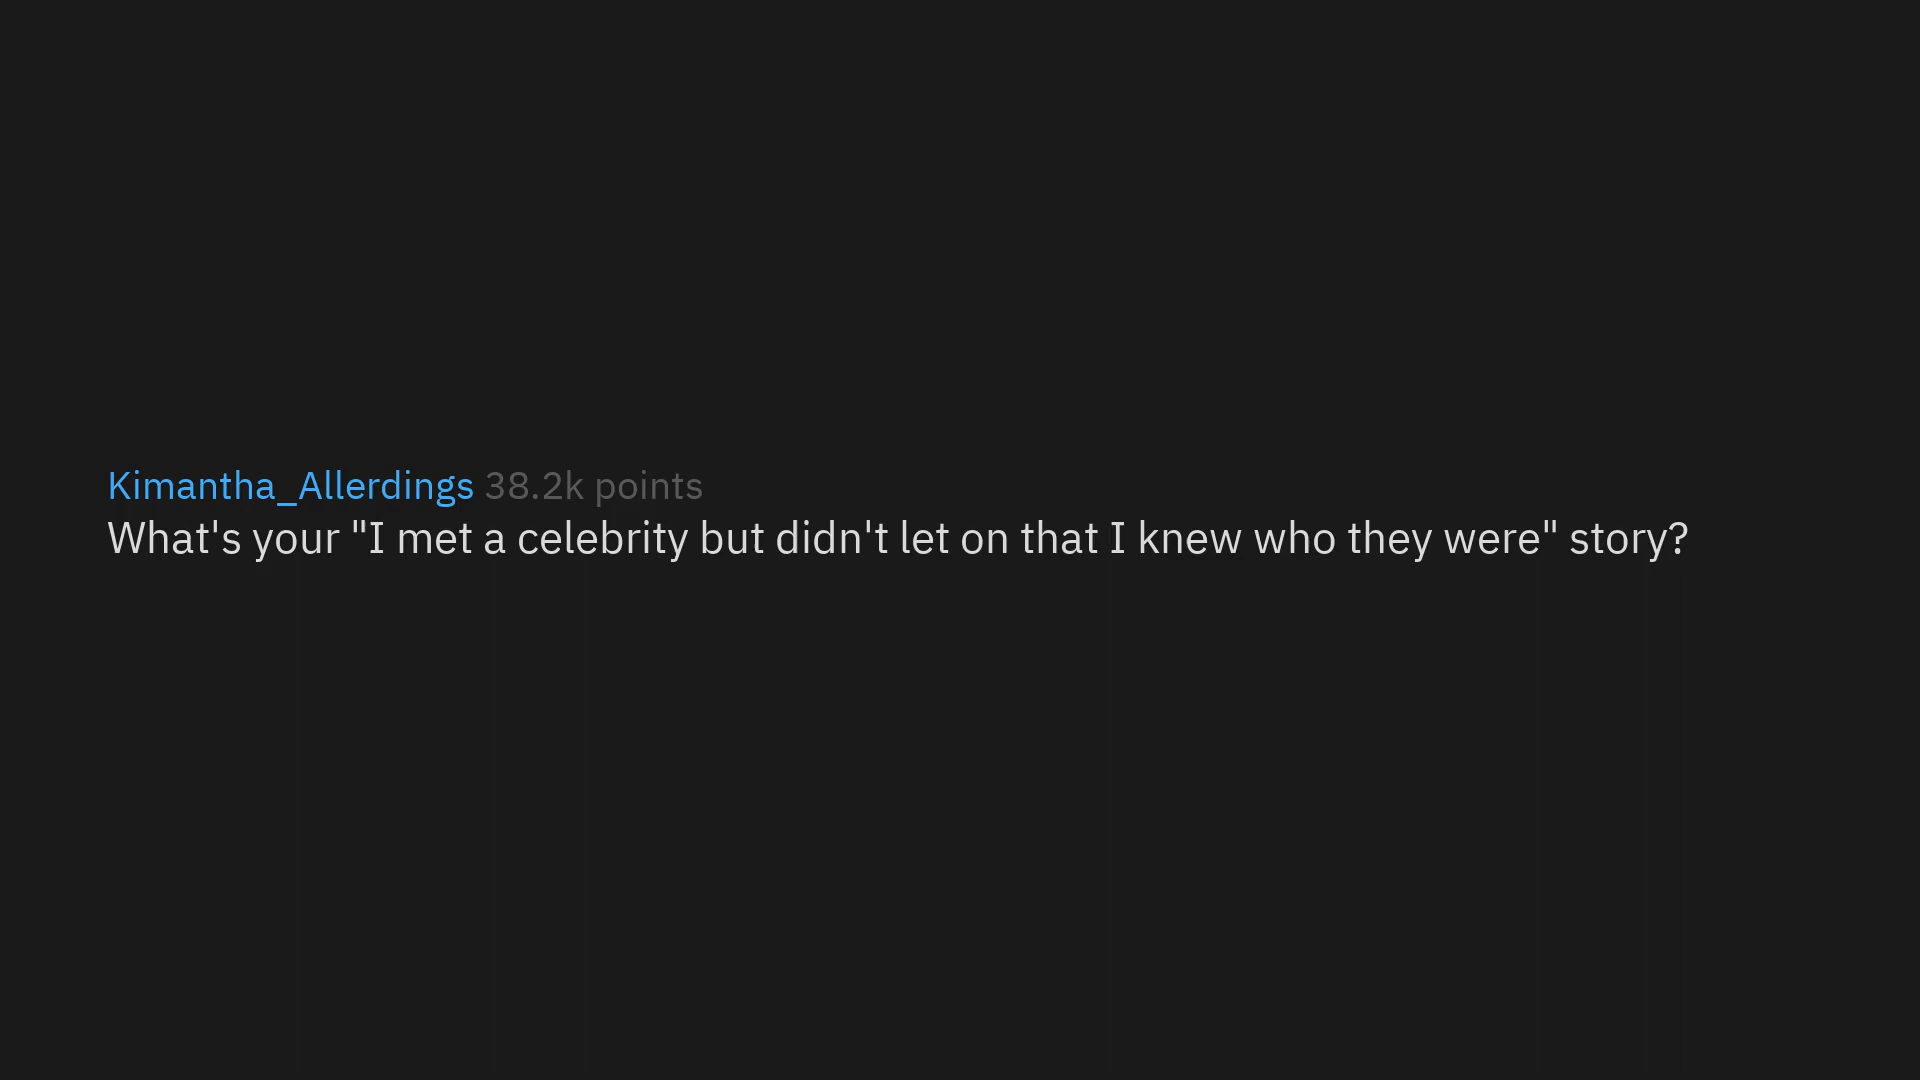 Kimantha_Allerdings 38.2k points
What's your "I met a celebrity but didn't let on that I knew who they were" story?